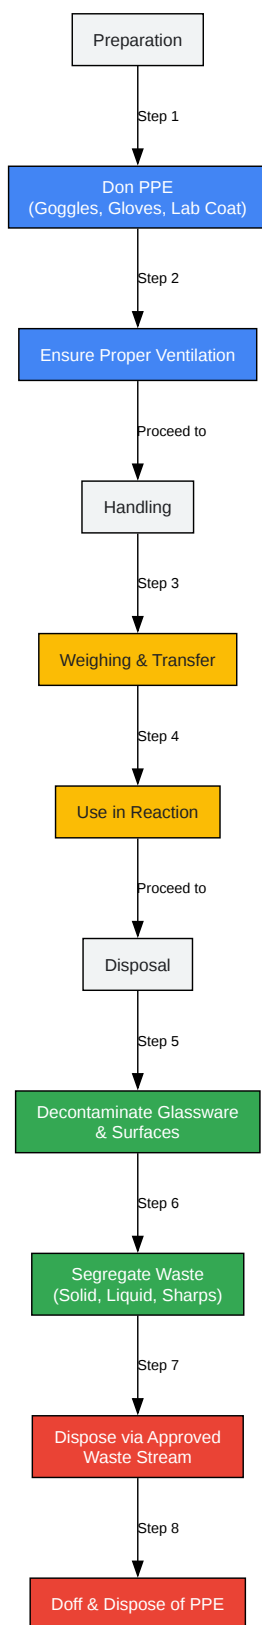 Preparation
Step 1
Don PPE
(Goggles, Gloves, Lab Coat)
Step 2
Ensure Proper Ventilation
Proceed to
Handling
Step 3
Weighing & Transfer
Step 4
Use in Reaction
Proceed to
Disposal
Step 5
Decontaminate Glassware
& Surfaces
Step 6
Segregate Waste
(Solid, Liquid, Sharps)
Step 7
Dispose via Approved
Waste Stream
Step 8
Doff & Dispose of PPE